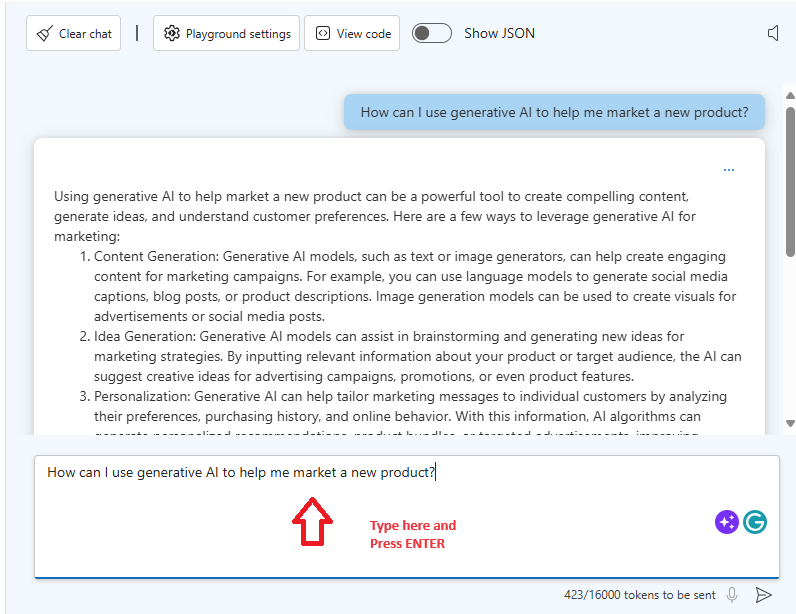 Clear chat | Playground settings View code Show JSON
How can I use generative AI to help me market a new product?
...
Using generative AI to help market a new product can be a powerful tool to create compelling content,
generate ideas, and understand customer preferences. Here are a few ways to leverage generative AI for
marketing:
1. Content Generation: Generative AI models, such as text or image generators, can help create engaging
content for marketing campaigns. For example, you can use language models to generate social media
captions, blog posts, or product descriptions. Image generation models can be used to create visuals for
advertisements or social media posts.
2. Idea Generation: Generative AI models can assist in brainstorming and generating new ideas for
marketing strategies. By inputting relevant information about your product or target audience, the AI can
suggest creative ideas for advertising campaigns, promotions, or even product features.
3. Personalization: Generative AI can help tailor marketing messages to individual customers by analyzing
their preferences, purchasing history, and online behavior. With this information, AI algorithms can
generate personalized recommendations, product bundles, or targeted advertisements, improving
How can I use generative AI to help me market a new product?
Type here and
Press ENTER
G
423/16000 tokens to be sent